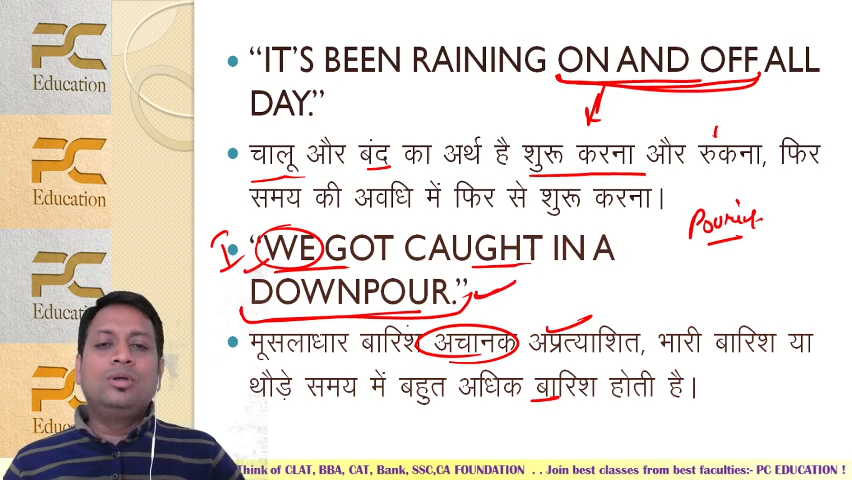 PC
Education
PC
Education
PC
Education
PC
PC
“IT’S BEEN RAINING ON AND OFF ALL
DAY.”
चालू और बंद का अर्थ है शुरू करना और रुकना, फिर
समय की अवधि में फिर से शुरू करना।
I “WE GOT CAUGHT IN A
DOWNPOUR.”
मूसलाधार बारिश अचानक अप्रत्याशित, भारी बारिश या
थोड़े समय में बहुत अधिक बारिश होती है।
Think of CLAT, BBA, CAT, Bank, SSC,CA FOUNDATION . . Join best classes from best faculties:- PC EDUCATION !